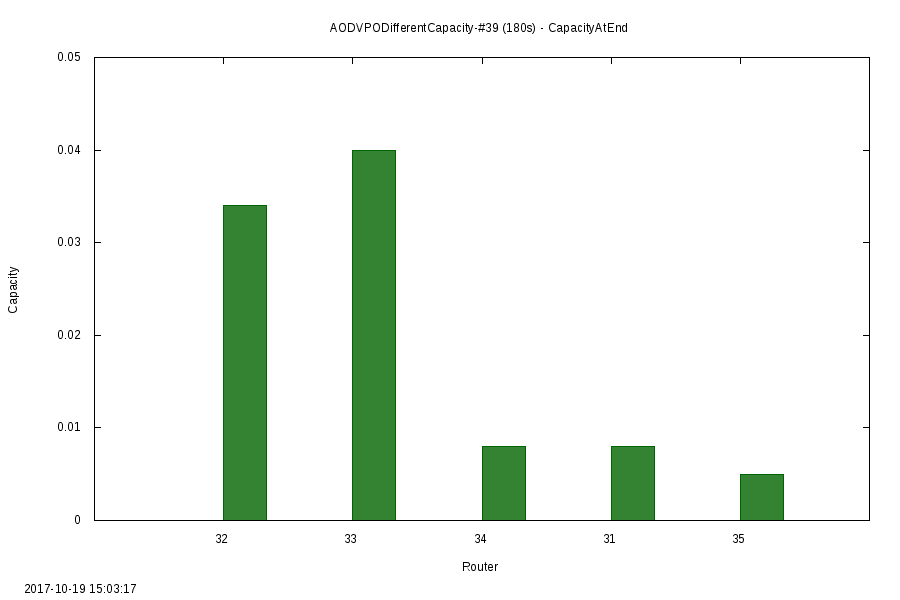 AODVPODifferentCapacity-#39 (180s) - CapacityAtEnd
0.05
0.04
0.03
0.02
0.01
0
Capacity
32 33 34 31 35
Router
2017-10-19 15:03:17